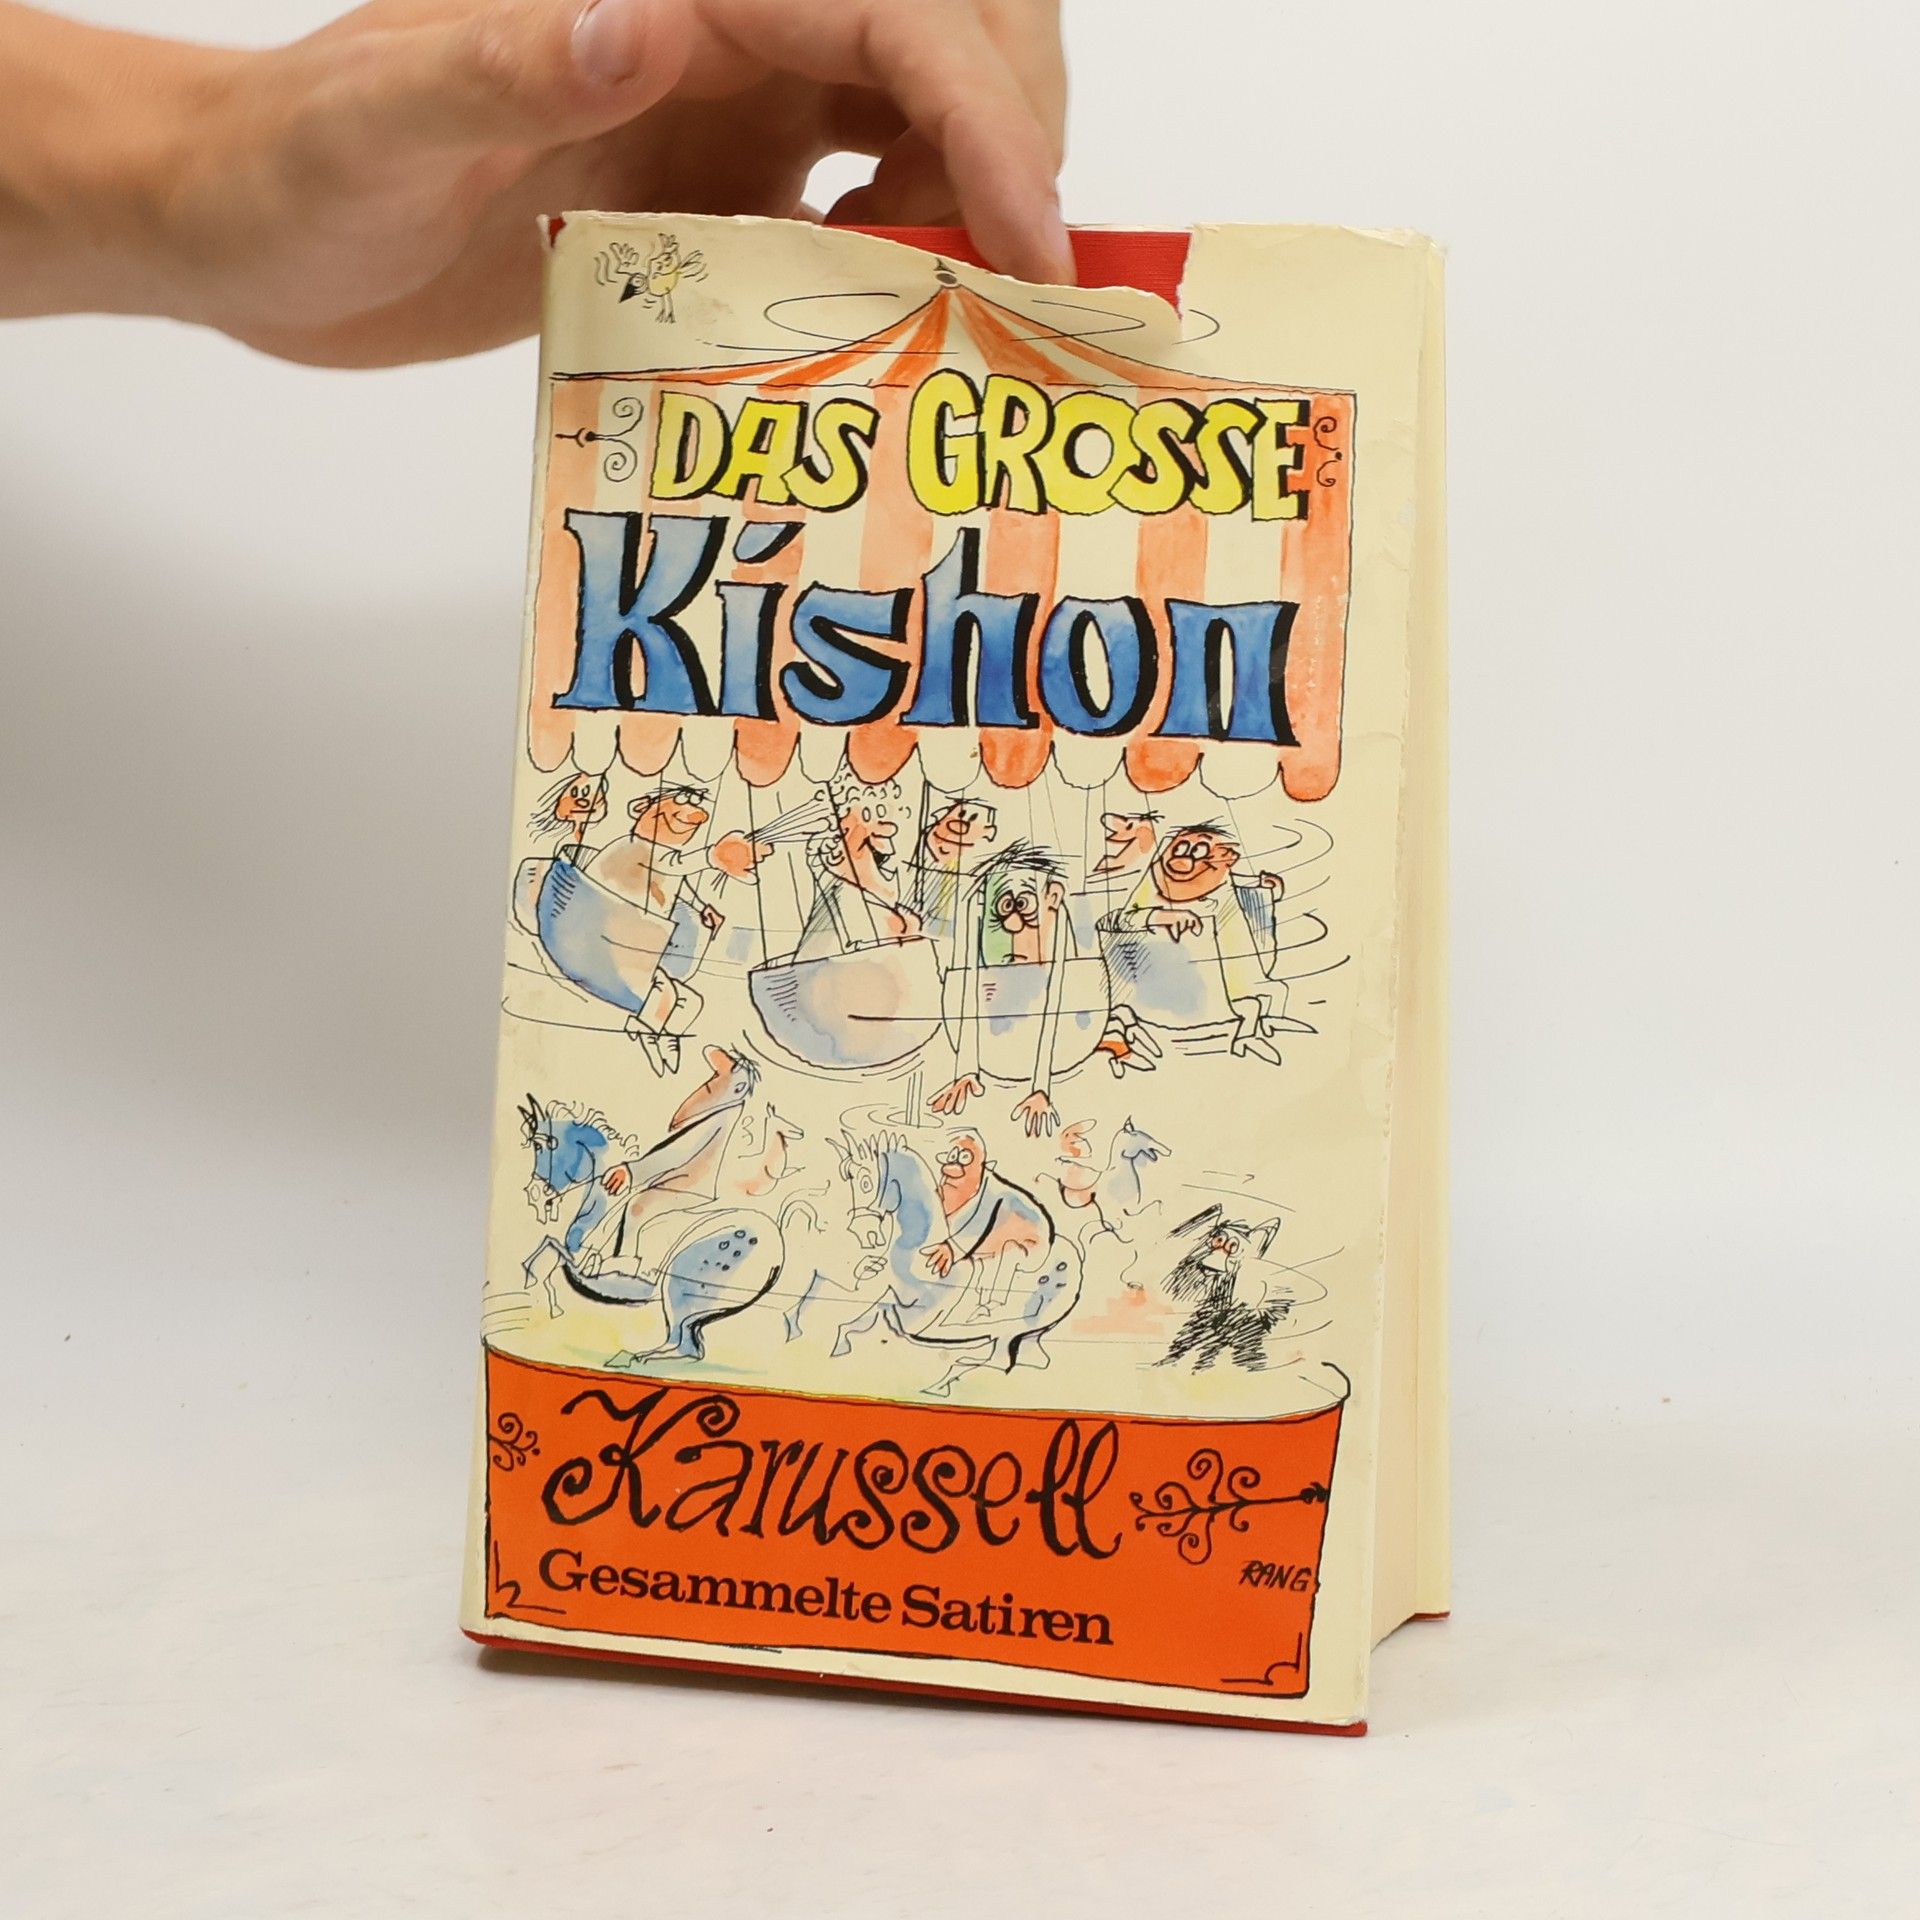 DAS GROSSE
Kishon
Karussell
Gesammelte Satiren
RANG